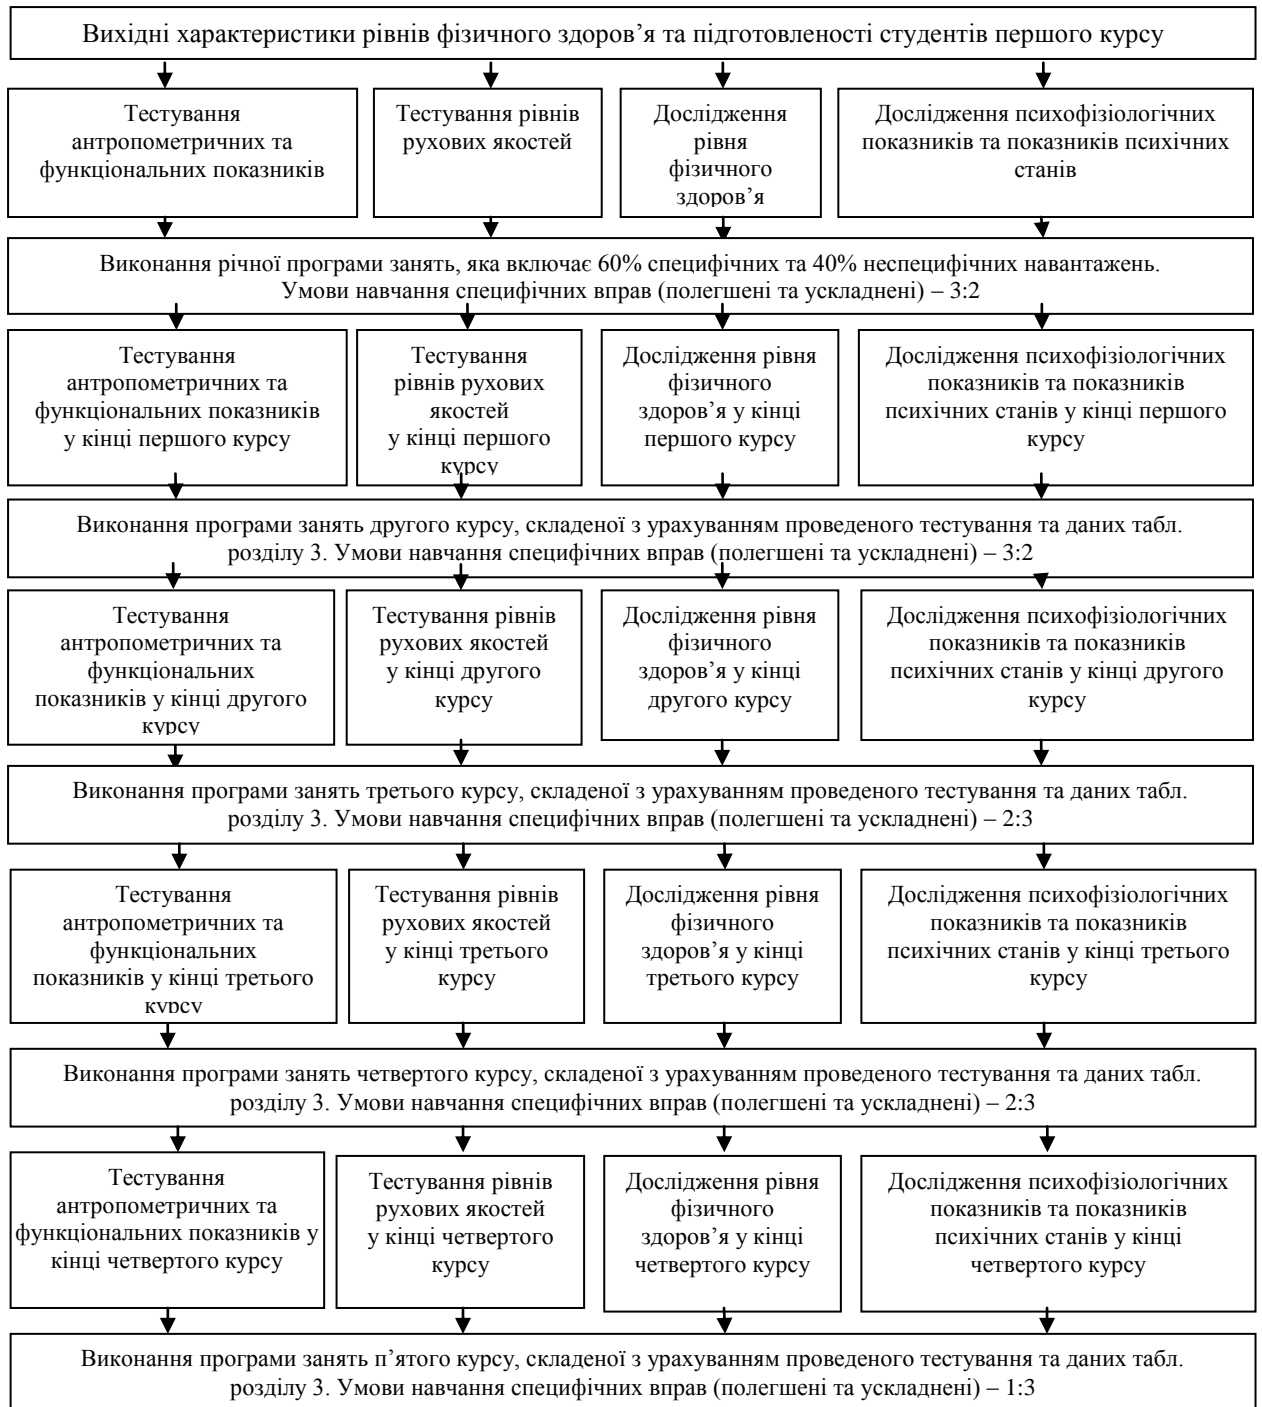 Вихідні характеристики рівнів фізичного здоров’я та підготовленості студентів першого курсу
Тестування
антропометричних та
функціональних показників
Тестування рівнів
рухових якостей
Дослідження
рівня
фізичного
здоров’я
Дослідження психофізіологічних
показників та показників психічних
станів
Виконання річної програми занять, яка включає 60% специфічних та 40% неспецифічних навантажень.
Умови навчання специфічних вправ (полегшені та ускладнені) – 3:2
Тестування
антропометричних та
функціональних показників
у кінці першого курсу
Тестування
рівнів рухових
якостей
у кінці першого
курсу
Дослідження рівня
фізичного
здоров’я у кінці
першого курсу
Дослідження психофізіологічних
показників та показників
психічних станів у кінці першого
курсу
Виконання програми занять другого курсу, складеної з урахуванням проведеного тестування та даних табл.
розділу 3. Умови навчання специфічних вправ (полегшені та ускладнені) – 3:2
Тестування
антропометричних та
функціональних
показників у кінці другого
курсу
Тестування рівнів
рухових якостей
у кінці другого
курсу
Дослідження рівня
фізичного
здоров’я у кінці
другого курсу
Дослідження психофізіологічних
показників та показників
психічних станів у кінці другого
курсу
Виконання програми занять третього курсу, складеної з урахуванням проведеного тестування та даних табл.
розділу 3. Умови навчання специфічних вправ (полегшені та ускладнені) – 2:3
Тестування
антропометричних та
функціональних
показників у кінці третього
курсу
Тестування рівнів
рухових якостей
у кінці третього
курсу
Дослідження рівня
фізичного
здоров’я у кінці
третього курсу
Дослідження психофізіологічних
показників та показників
психічних станів у кінці третього
курсу
Виконання програми занять четвертого курсу, складеної з урахуванням проведеного тестування та даних табл.
розділу 3. Умови навчання специфічних вправ (полегшені та ускладнені) – 2:3
Тестування
антропометричних та
функціональних показників у
кінці четвертого курсу
Тестування рівнів
рухових якостей
у кінці четвертого
курсу
Дослідження рівня
фізичного
здоров’я у кінці
четвертого курсу
Дослідження психофізіологічних
показників та показників
психічних станів у кінці
четвертого курсу
Виконання програми занять п’ятого курсу, складеної з урахуванням проведеного тестування та даних табл.
розділу 3. Умови навчання специфічних вправ (полегшені та ускладнені) – 1:3